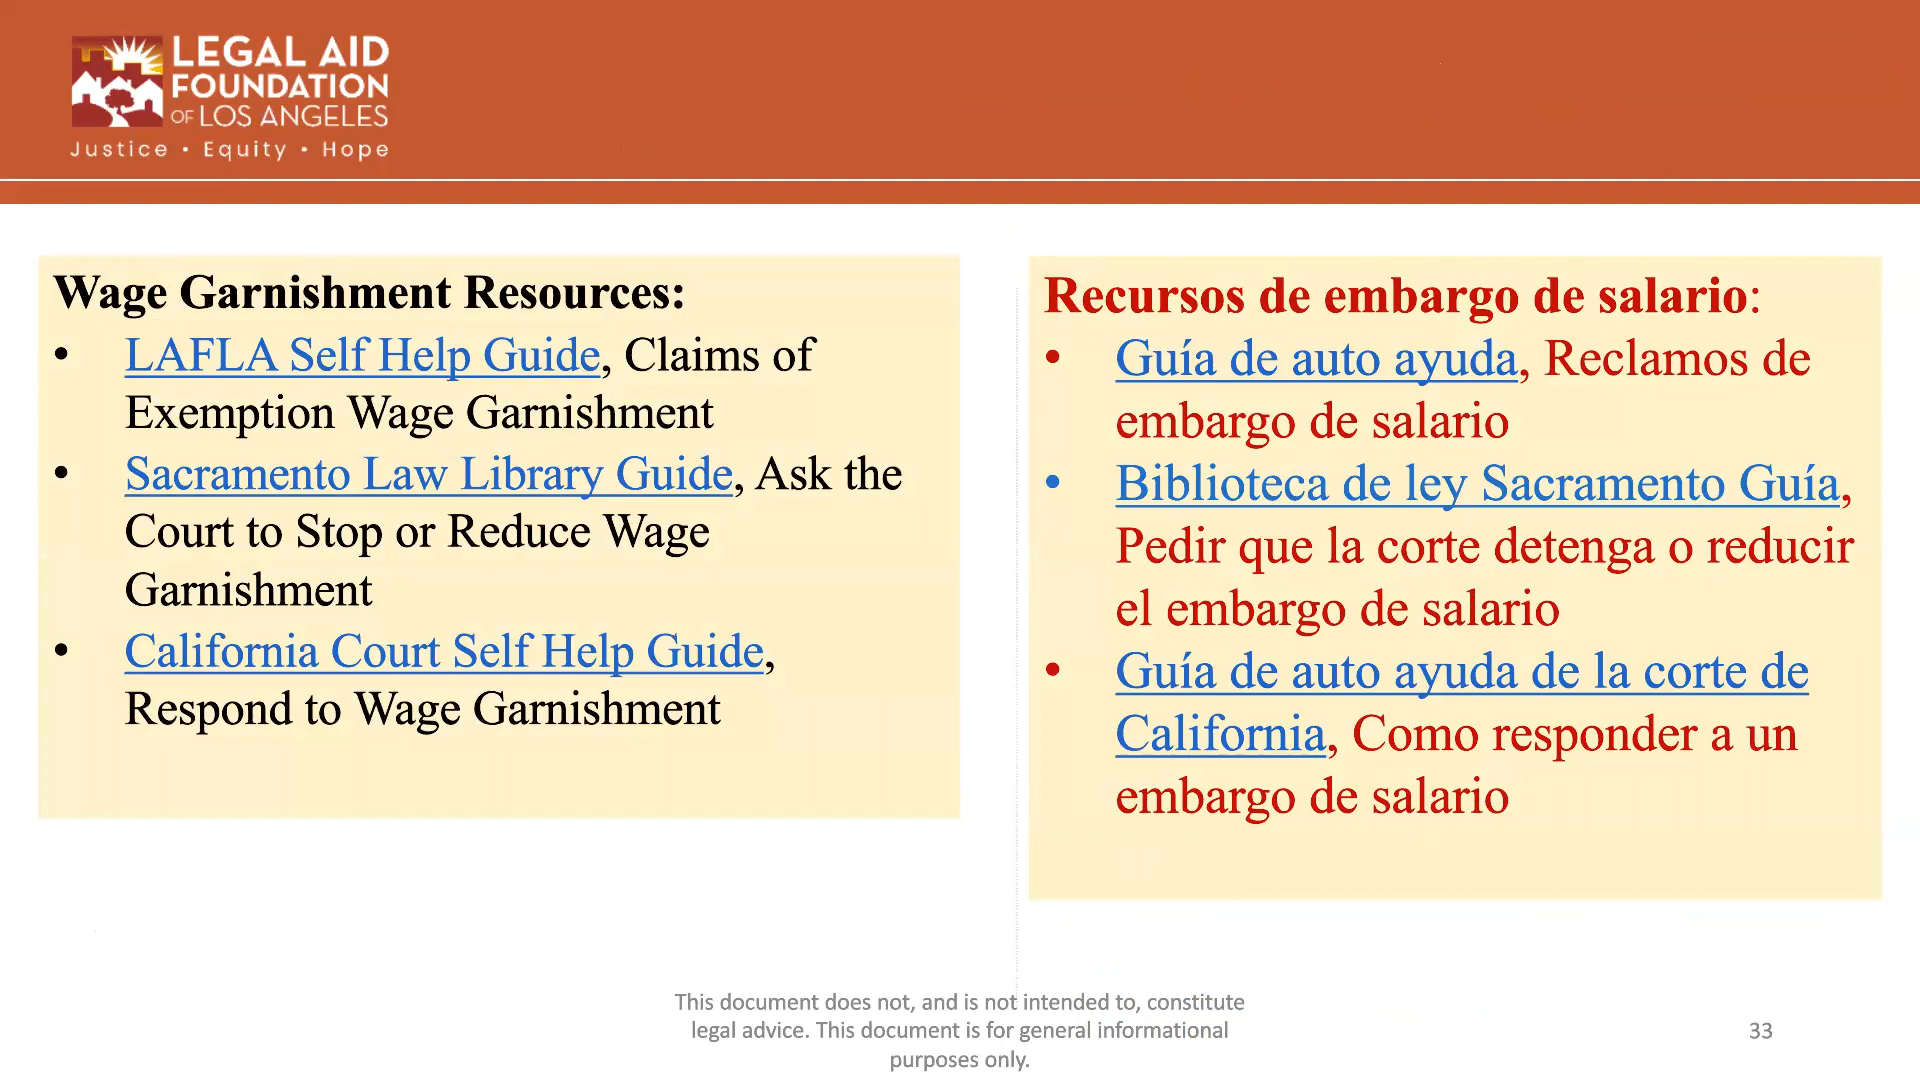 LEGAL AID
FOUNDATION
OF LOS ANGELES
Justice • Equity • Hope
Wage Garnishment Resources:
• LAFLA Self Help Guide, Claims of
Exemption Wage Garnishment
• Sacramento Law Library Guide, Ask the
Court to Stop or Reduce Wage
Garnishment
• California Court Self Help Guide,
Respond to Wage Garnishment
Recursos de embargo de salario:
• Guía de auto ayuda, Reclamos de
embargo de salario
• Biblioteca de ley Sacramento Guía,
Pedir que la corte detenga o reducir
el embargo de salario
• Guía de auto ayuda de la corte de
California, Como responder a un
embargo de salario
This document does not, and is not intended to, constitute
legal advice. This document is for general informational
purposes only.
33